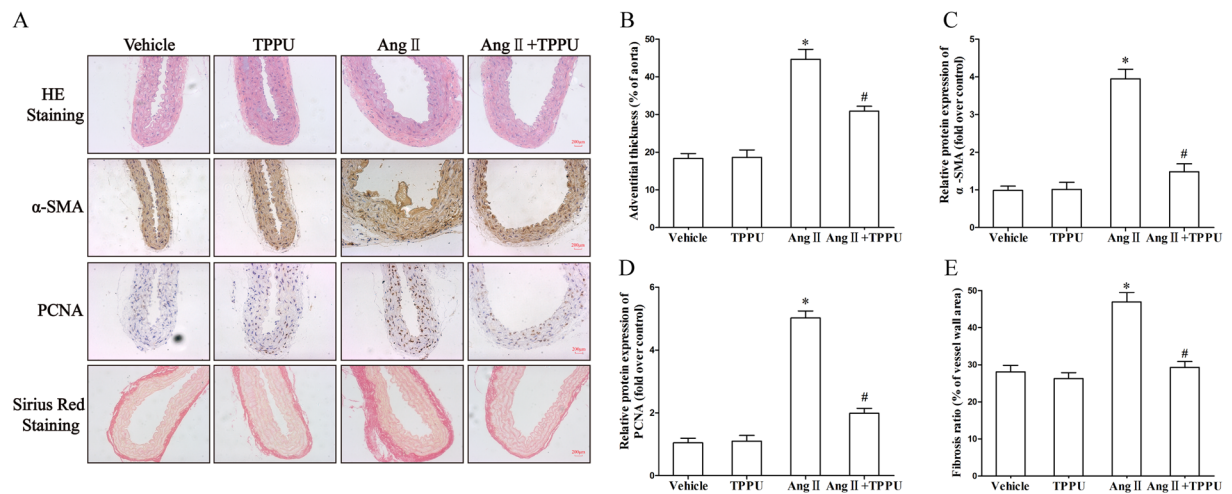 A
Vehicle
TPPU
Ang Ⅱ
Ang Ⅱ+TPPU
HE
Staining
200μm
α-SMA
200μm
PCNA
200μm
Sirius Red
Staining
200μm
B
Adventitial thickness (% of aorta)
50
40
30
20
10
0
*
#
Vehicle
TPPU
Ang Ⅱ
Ang Ⅱ+TPPU
C
Relative protein expression of
α -SMA (fold over control)
5
4
3
2
1
0
*
#
Vehicle
TPPU
Ang Ⅱ
Ang Ⅱ+TPPU
D
Relative protein expression of
PCNA (fold over control)
6
4
2
0
*
#
Vehicle
TPPU
Ang Ⅱ
Ang Ⅱ+TPPU
E
Fibrosis ratio (% of vessel wall area)
50
40
30
20
10
0
*
#
Vehicle
TPPU
Ang Ⅱ
Ang Ⅱ+TPPU